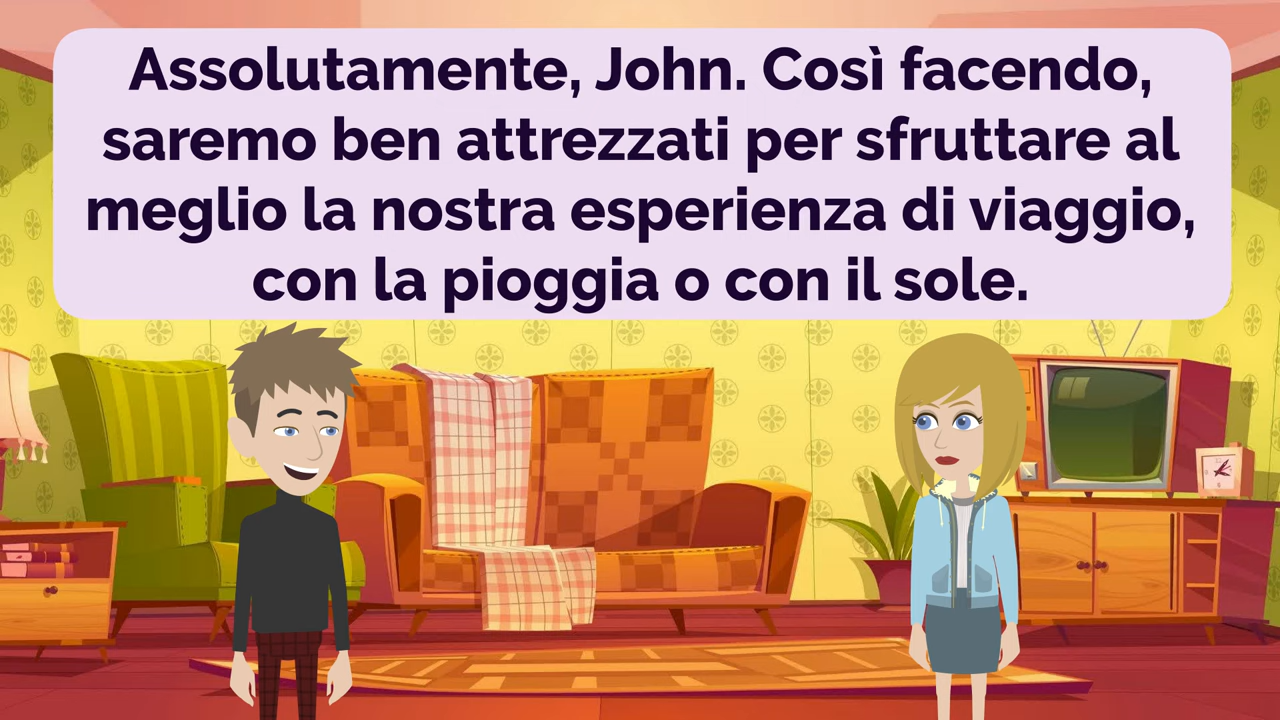 Assolutamente, John. Così facendo,
saremo ben attrezzati per sfruttare al
meglio la nostra esperienza di viaggio,
con la pioggia o con il sole.